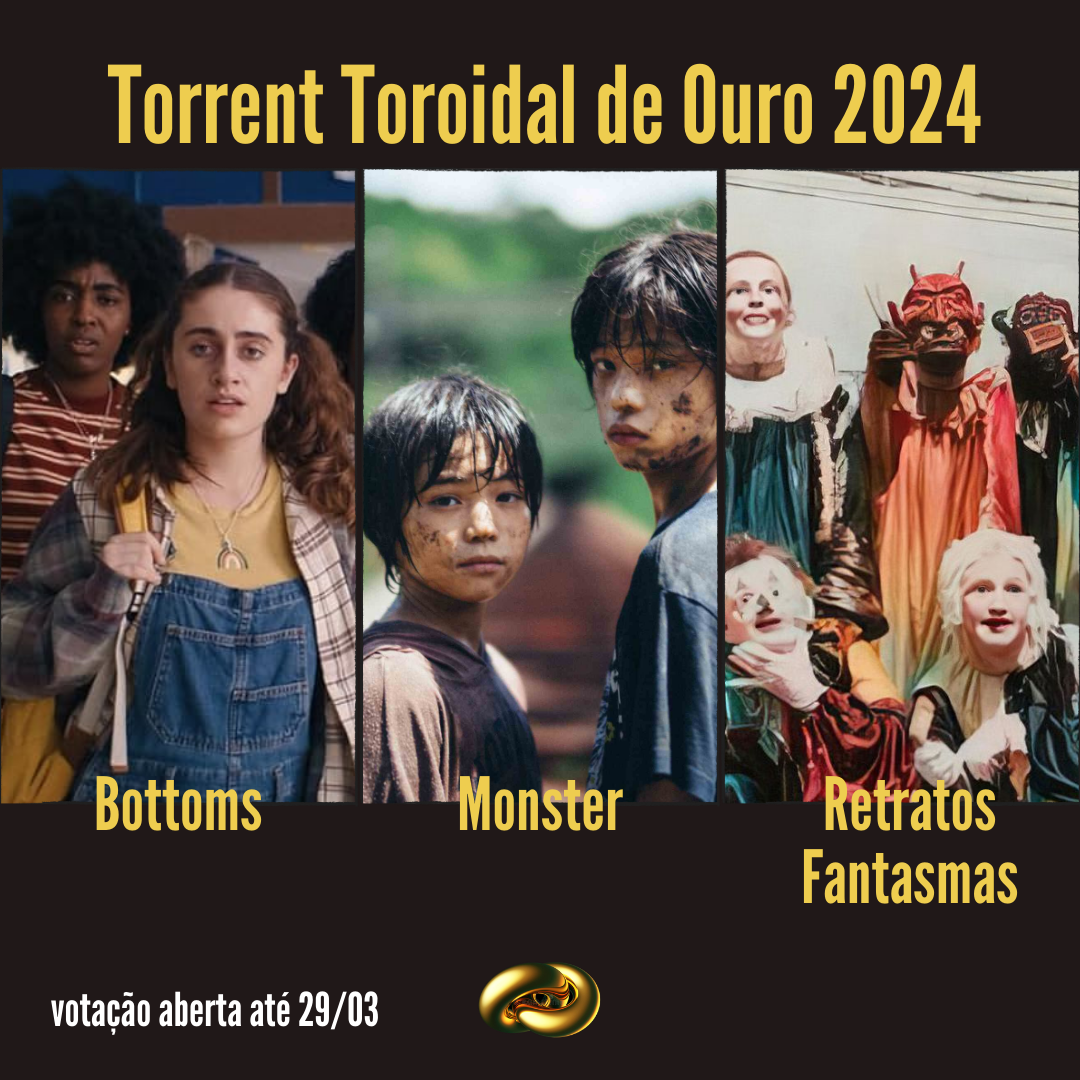 Torrent Toroidal de Ouro 2024
Bottoms
Monster
Retratos
Fantasmas
votação aberta até 29/03